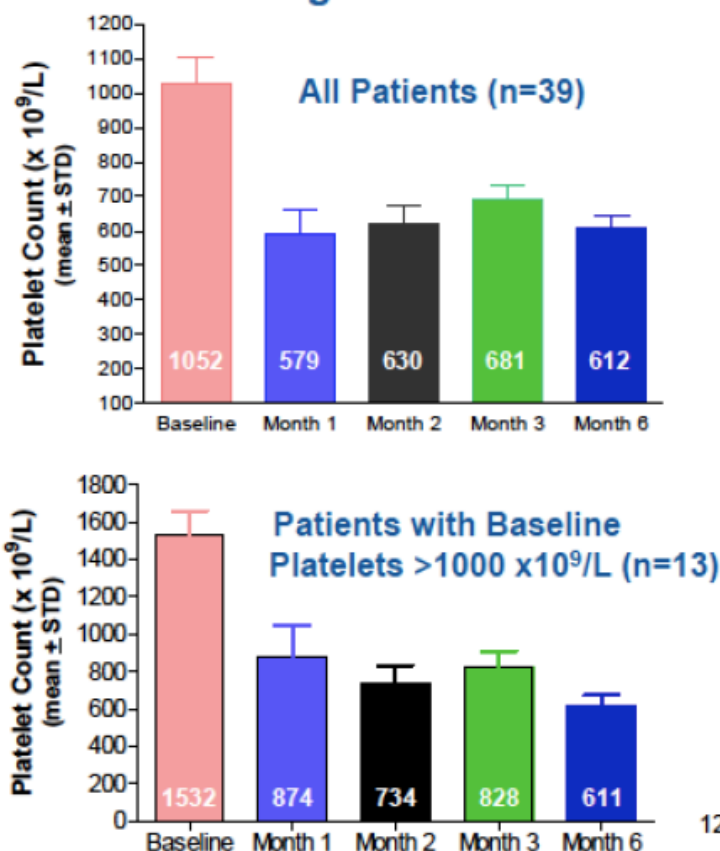 1200
1100
1000
900
800
700
600
500
400
300
200
100
Platelet Count (x 10⁹/L)
(mean ± STD)
All Patients (n=39)
1052 579 630 681 612
Baseline Month 1 Month 2 Month 3 Month 6
1800
1600
1400
1200
1000
800
600
400
200
0
Platelet Count (x 10⁹/L)
(mean ± STD)
Patients with Baseline
Platelets >1000 x10⁹/L (n=13)
1532 874 734 828 611
Baseline Month 1 Month 2 Month 3 Month 6
12